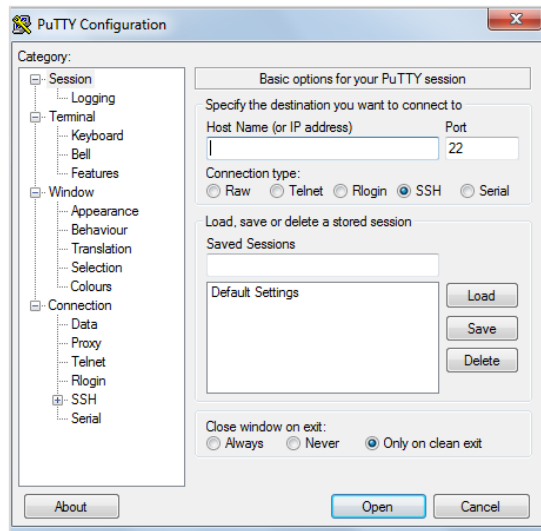 PuTTY Configuration
Category:
Session
Logging
Terminal
Keyboard
Bell
Features
Window
Appearance
Behaviour
Translation
Selection
Colours
Connection
Data
Proxy
Telnet
Rlogin
SSH
Serial
Basic options for your PuTTY session
Specify the destination you want to connect to
Host Name (or IP address) Port
22
Connection type:
Raw Telnet Rlogin SSH Serial
Load, save or delete a stored session
Saved Sessions
Default Settings
Load
Save
Delete
Close window on exit:
Always Never Only on clean exit
About Open Cancel